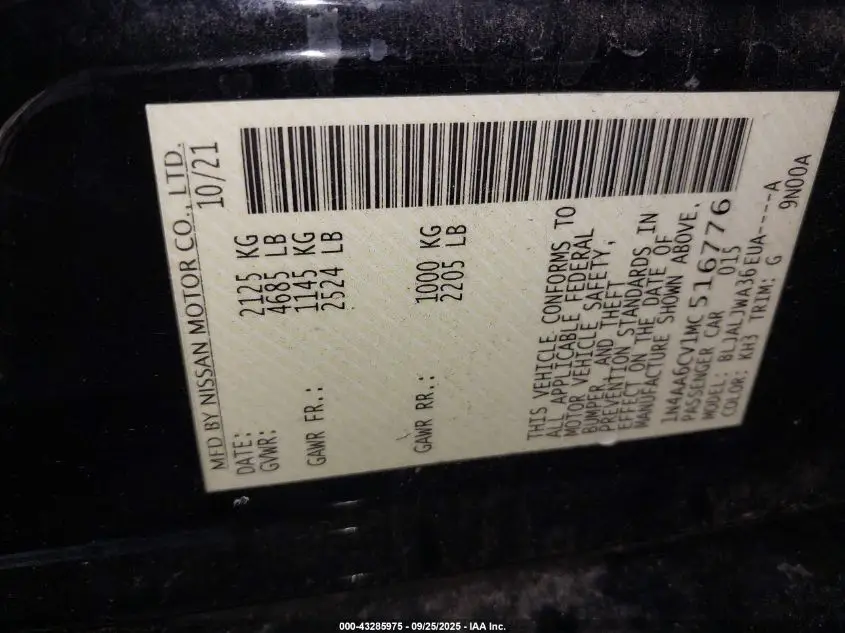 MFD BY NISSAN MOTOR CO., LTD.
DATE: 10/21
GVWR: 2125 KG
4685 LB
GAWR FR.: 1145 KG
2524 LB
GAWR RR.: 1000 KG
2205 LB
THIS VEHICLE CONFORMS TO
ALL APPLICABLE FEDERAL
MOTOR VEHICLE SAFETY,
BUMPER, AND THEFT
PREVENTION STANDARDS IN
EFFECT ON THE DATE OF
MANUFACTURE SHOWN ABOVE.
1N4AA6CV1MC516776
PASSENGER CAR 015
MODEL: BLJALJWA36EUA----A
COLOR: KH3 TRIM: G 9N00A
000-43285975 - 09/25/2025 - IAA Inc.